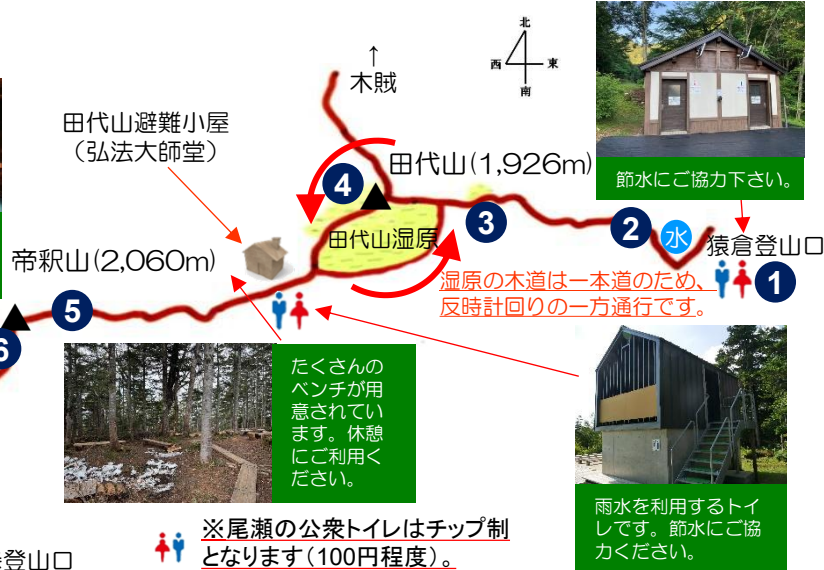 北
西
東
南
↑
木賊
田代山避難小屋
(弘法大師堂)
田代山(1,926m)
節水にご協力下さい。
4
3
2
水
田代山湿原
猿倉登山口
1
帝釈山(2,060m)
湿原の木道は一本道のため、
反時計回りの一方通行です。
5
6
たくさんの
ベンチが用
意されてい
ます。休憩
にご利用く
ださい。
雨水を利用するトイ
レです。節水にご協
力ください。
※尾瀬の公衆トイレはチップ制
となります(100円程度)。
登山口